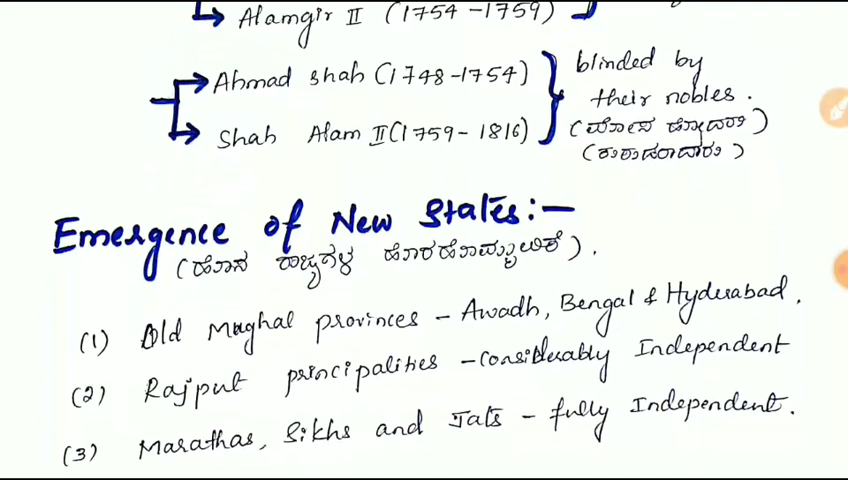 Alamgir II (1754-1759)
Ahmad shah (1748-1754)
Shah Alam II (1759-1816)
blinded by
their nobles.
Emergence of New States:-
(ಹೊಸ ರಾಜ್ಯಗಳ ಹೊರಹೊಮ್ಮುವಿಕೆ).
(1) Old Mughal provinces - Awadh, Bengal & Hyderabad.
(2) Rajput principalities - considerably Independent
(3) Marathas, Sikhs and Jats - fully Independent.